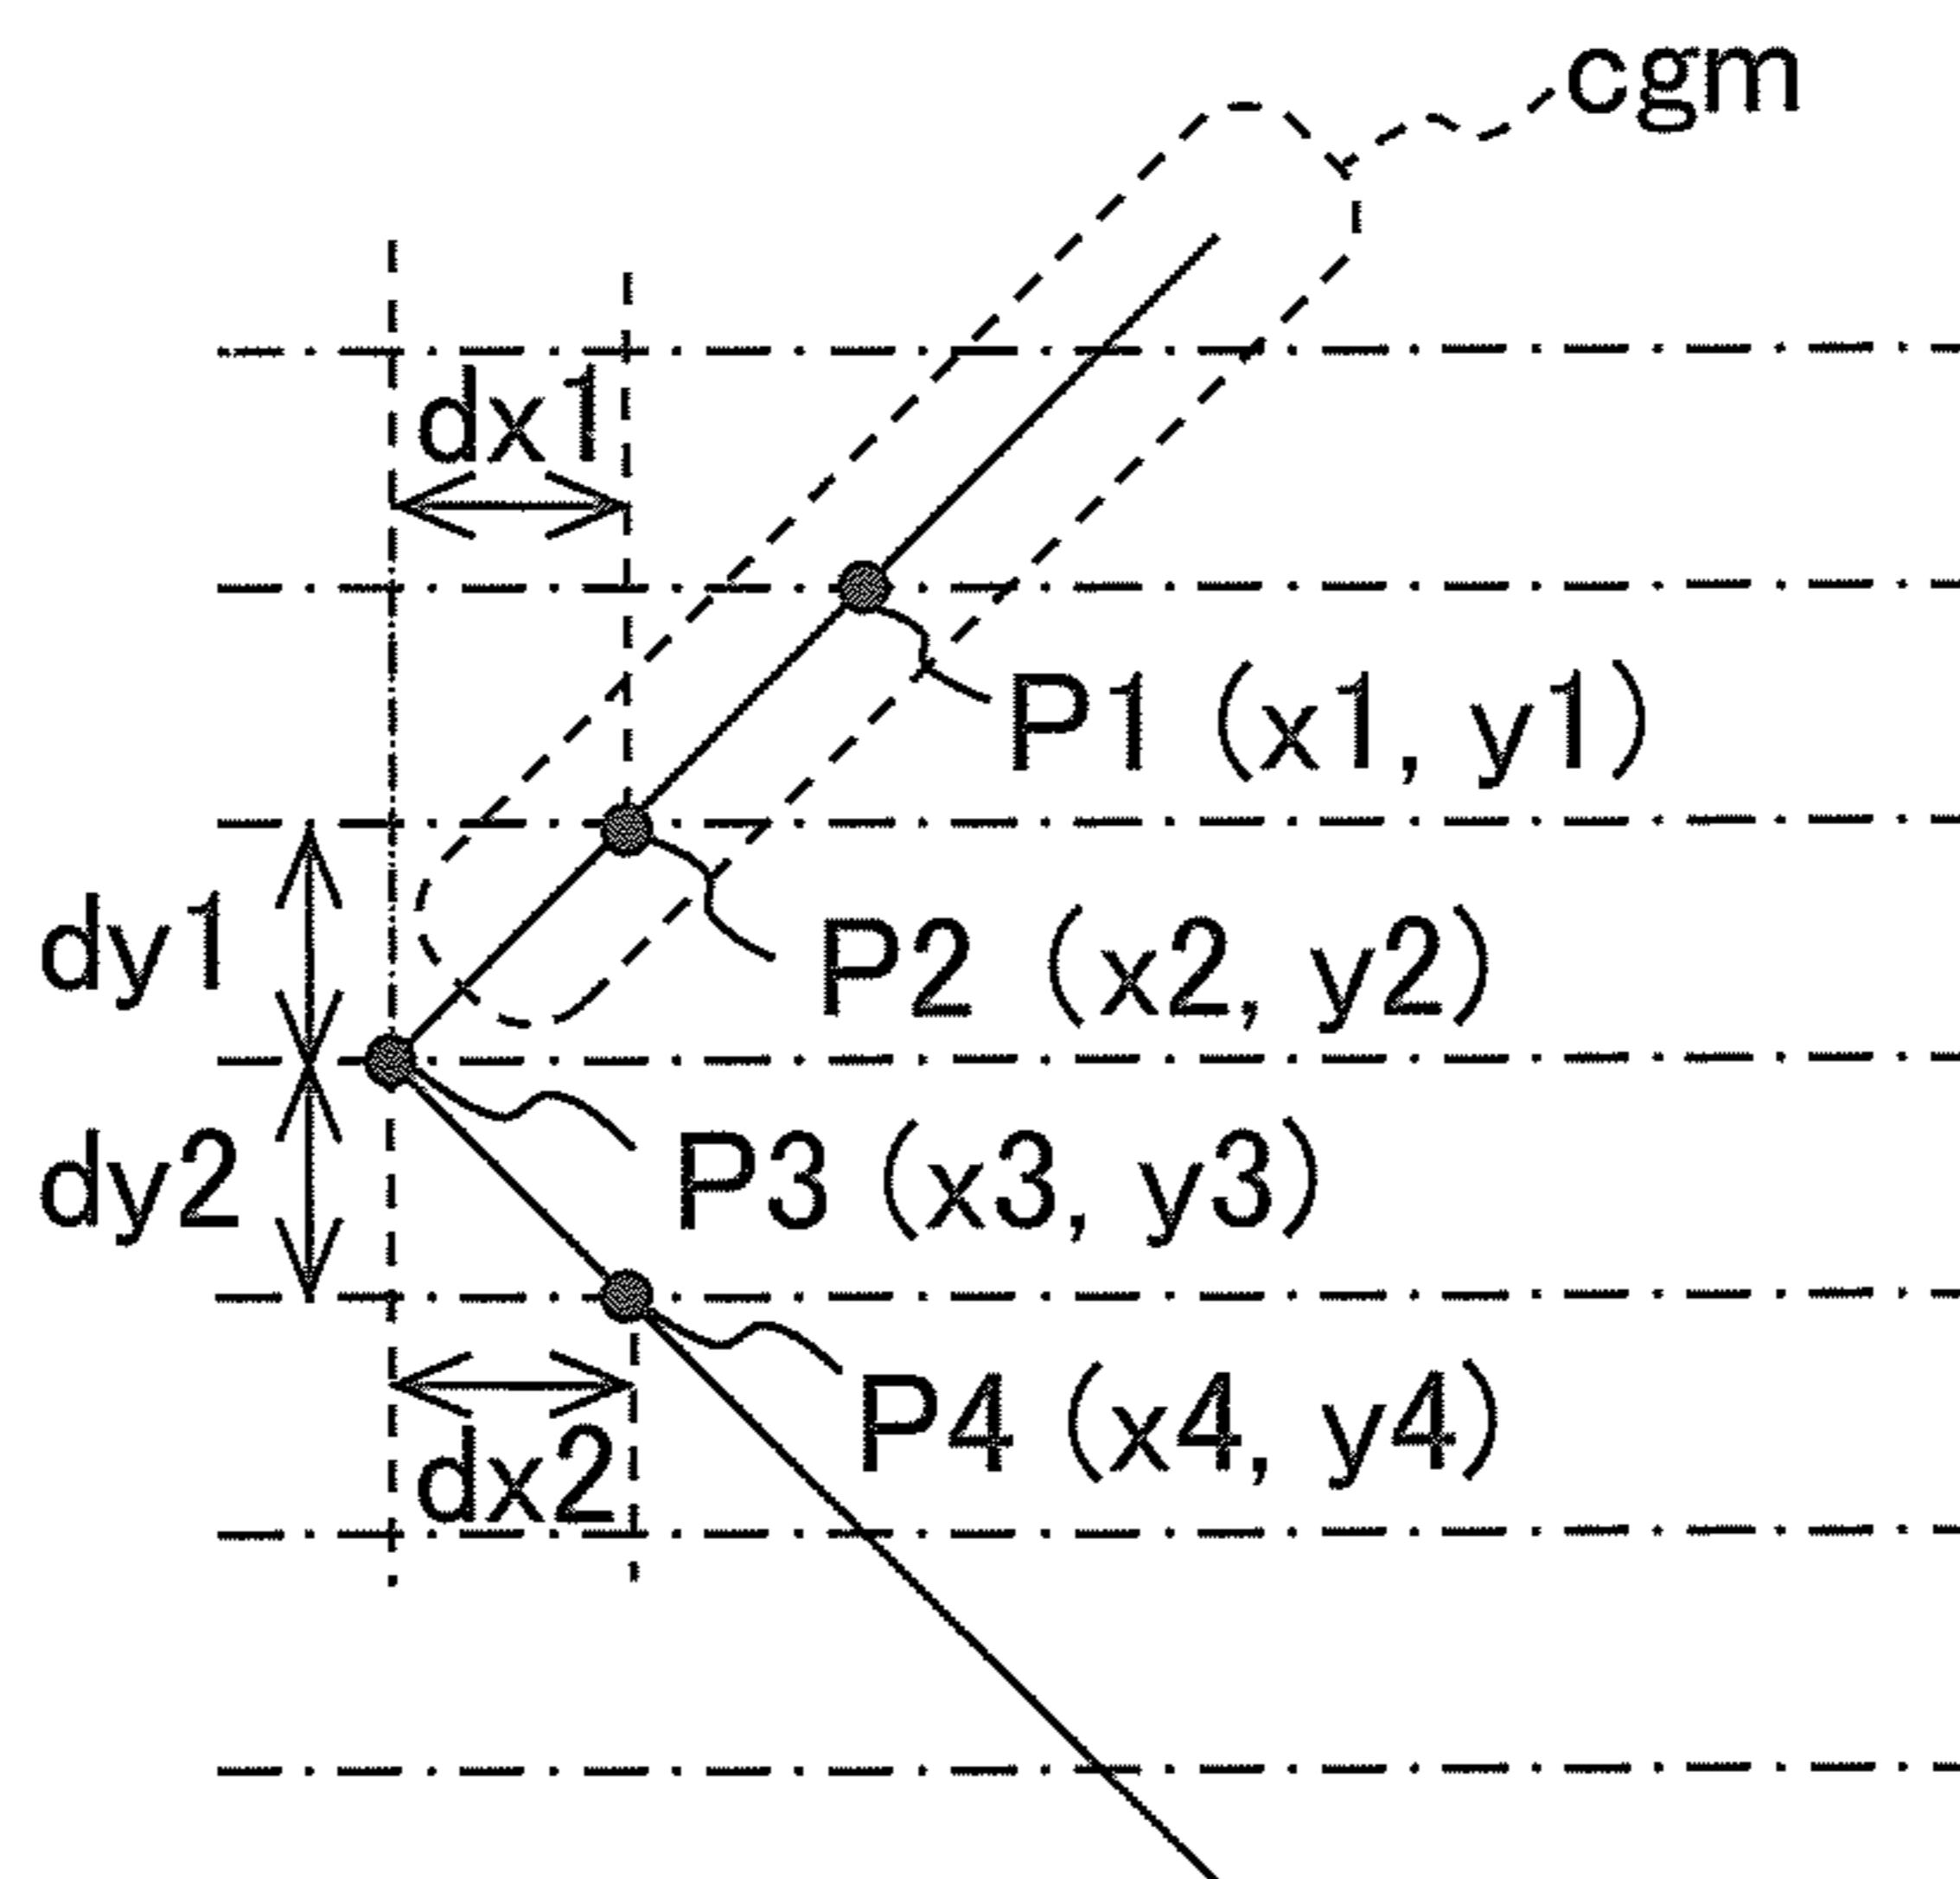 cgm
dx1
P1 (x1, y1)
dy1
P2 (x2, y2)
dy2
P3 (x3, y3)
P4 (x4, y4)
dx2